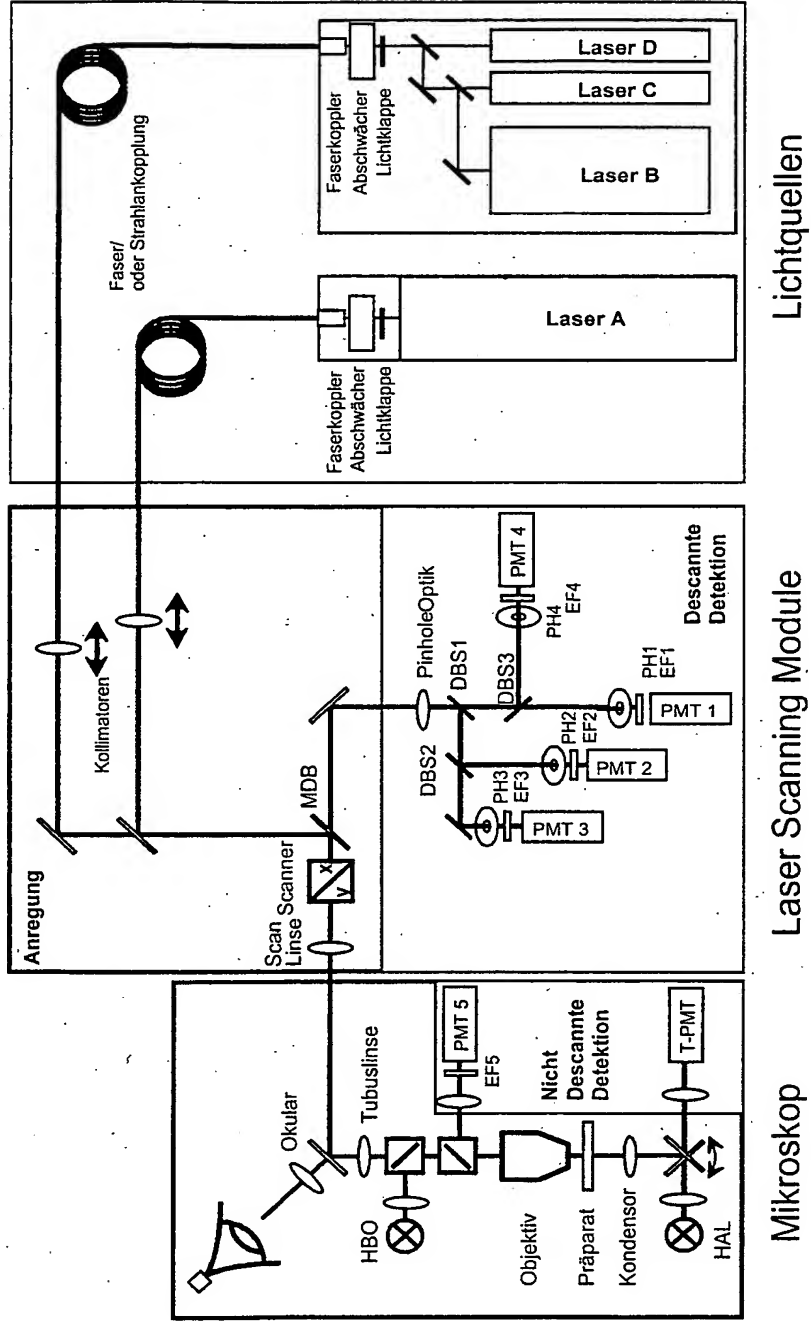 Mikroskop
Okular
Tubuslinse
HBO
PMT 5
EF5
Objektiv
Präparat
Kondensor
HAL
T-PMT
Nicht
Descannte
Detektion
Laser Scanning Module
Anregung
Kollimatoren
Scan
Linse
Scanner
x
y
MDB
PinholeOptik
DBS1
DBS2
DBS3
PMT 4
PH4
EF4
PH1
EF1
PMT 1
PH2
EF2
PMT 2
PH3
EF3
PMT 3
Descannte
Detektion
Lichtquellen
Faser/
oder Strahlankopplung
Faserkoppler
Abschwächer
Lichtklappe
Laser A
Faserkoppler
Abschwächer
Lichtklappe
Laser B
Laser C
Laser D